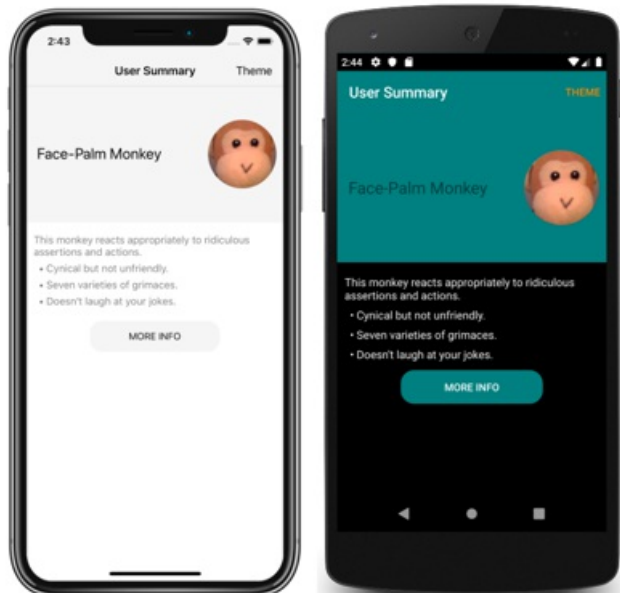 2:43
User Summary Theme
Face-Palm Monkey
This monkey reacts appropriately to ridiculous
assertions and actions.
• Cynical but not unfriendly.
• Seven varieties of grimaces.
• Doesn't laugh at your jokes.
MORE INFO
2:44
User Summary THEME
Face-Palm Monkey
This monkey reacts appropriately to ridiculous
assertions and actions.
• Cynical but not unfriendly.
• Seven varieties of grimaces.
• Doesn't laugh at your jokes.
MORE INFO